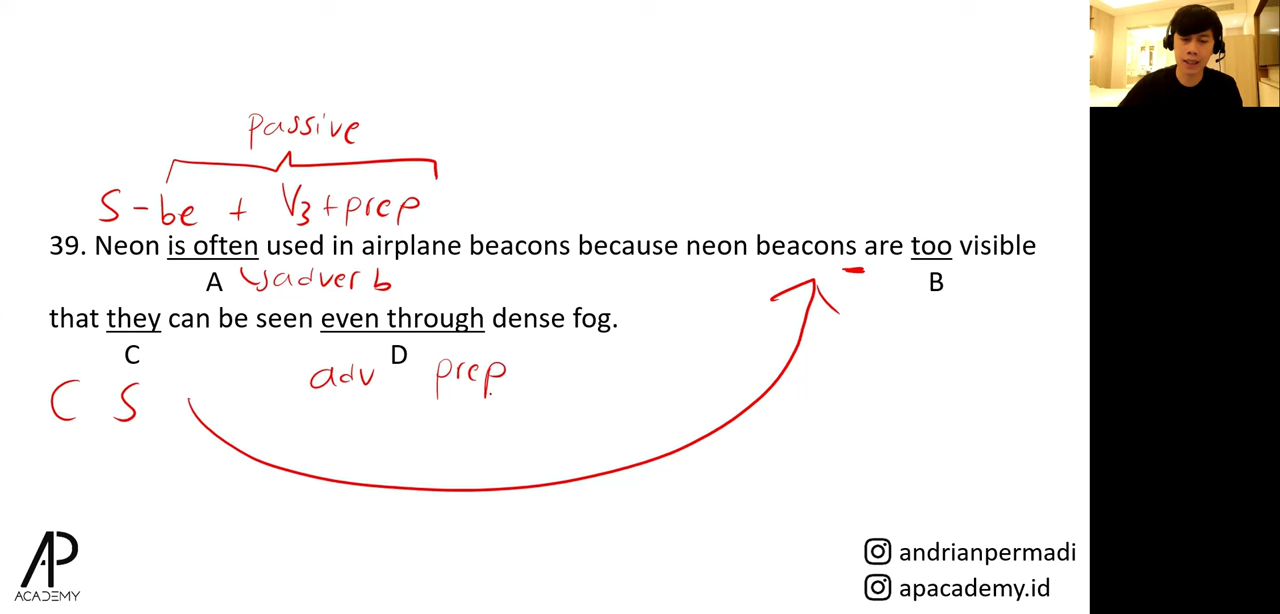 passive
S - be + V3 + prep
39. Neon is often used in airplane beacons because neon beacons are too visible
A ↳ adverb B
that they can be seen even through dense fog.
C D
adv prep
C S
AP
ACADEMY
andrianpermadi
apacademy.id